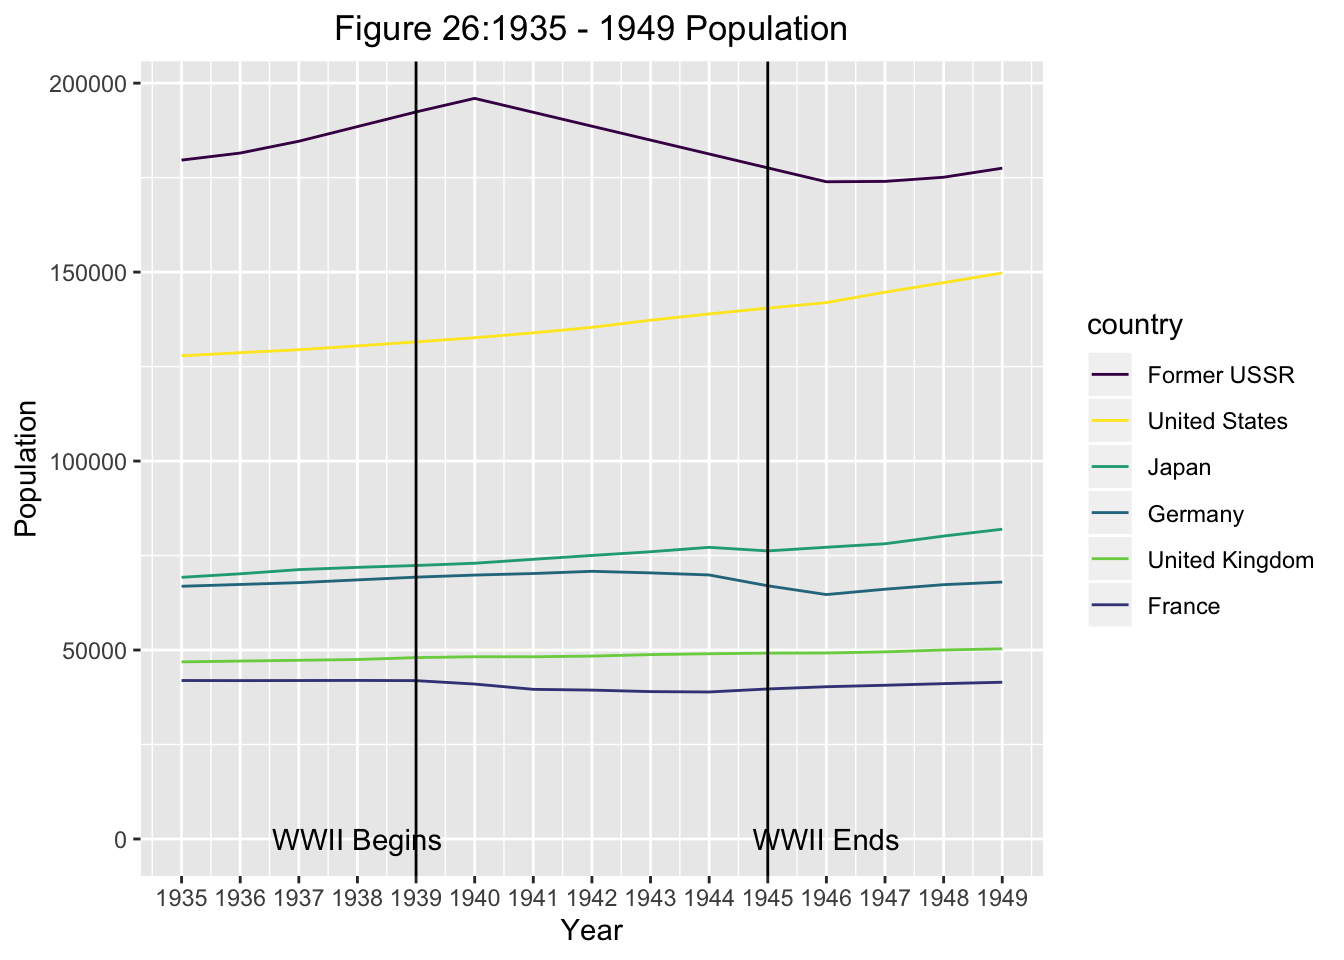 Figure 26:1935 - 1949 Population
200000
150000
100000
50000
0
Population
WWII Begins
WWII Ends
1935 1936 1937 1938 1939 1940 1941 1942 1943 1944 1945 1946 1947 1948 1949
Year
country
Former USSR
United States
Japan
Germany
United Kingdom
France